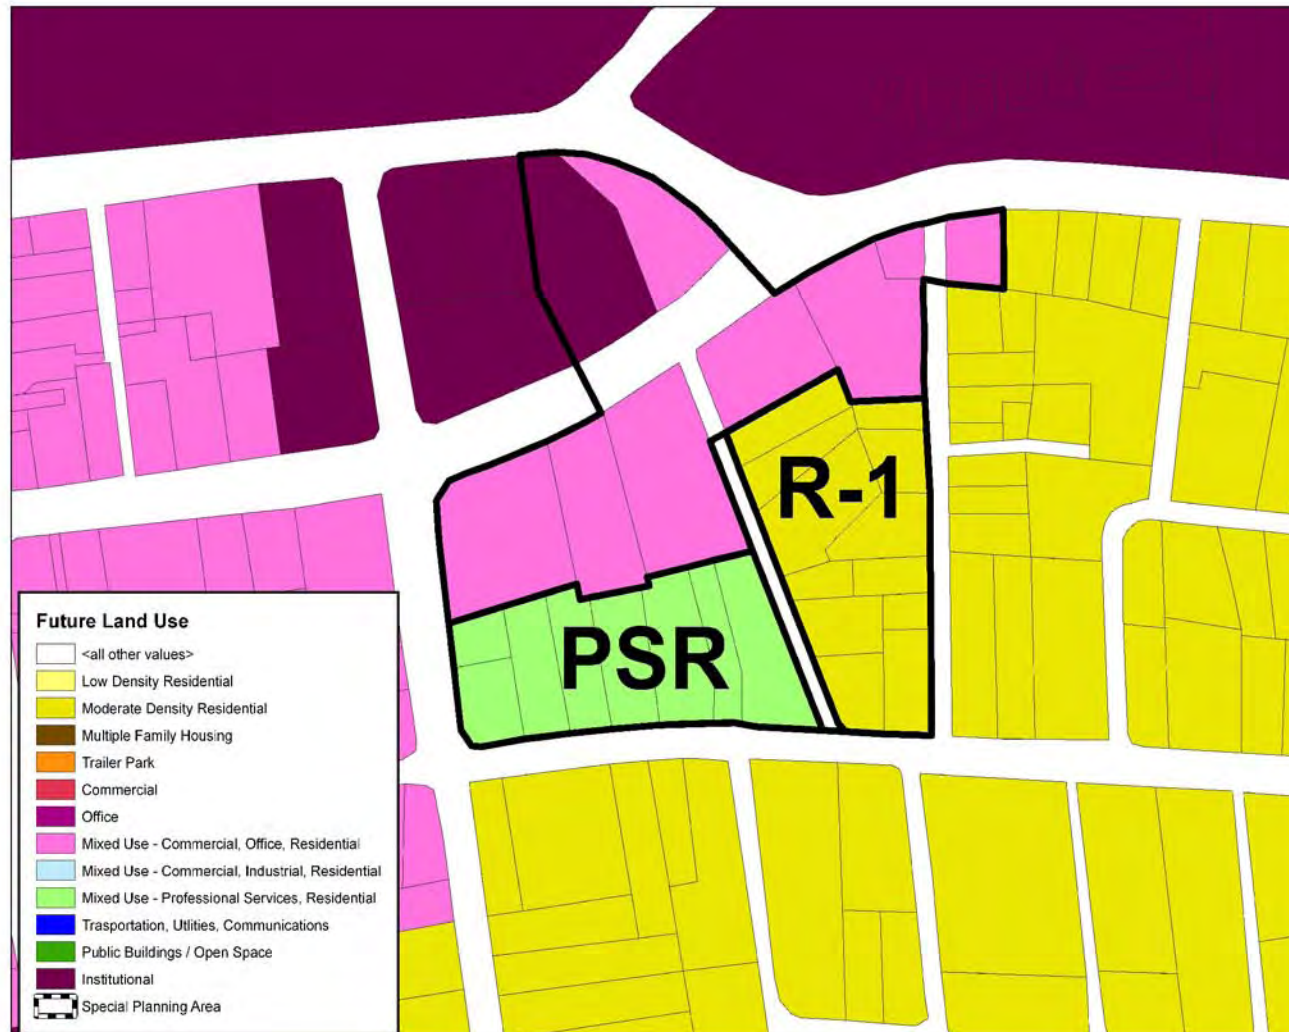 R-1
PSR
Future Land Use
<all other values>
Low Density Residential
Moderate Density Residential
Multiple Family Housing
Trailer Park
Commercial
Office
Mixed Use - Commercial, Office, Residential
Mixed Use - Commercial, Industrial, Residential
Mixed Use - Professional Services, Residential
Trasportation, Utlities, Communications
Public Buildings / Open Space
Institutional
Special Planning Area